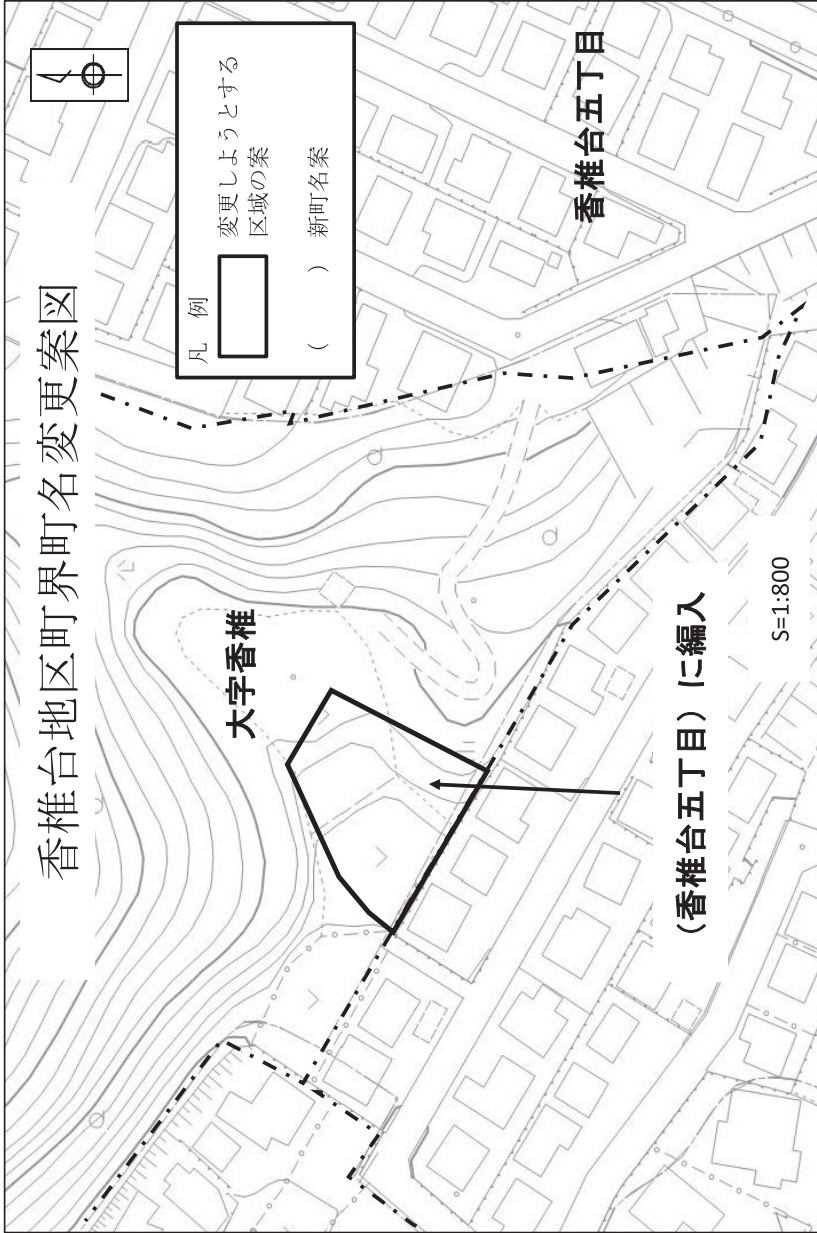 香椎台地区町界町名変更案図
凡 例
変更しようとする
区域の案
( ) 新町名案
大字香椎
香椎台五丁目
(香椎台五丁目)に編入
S=1:800